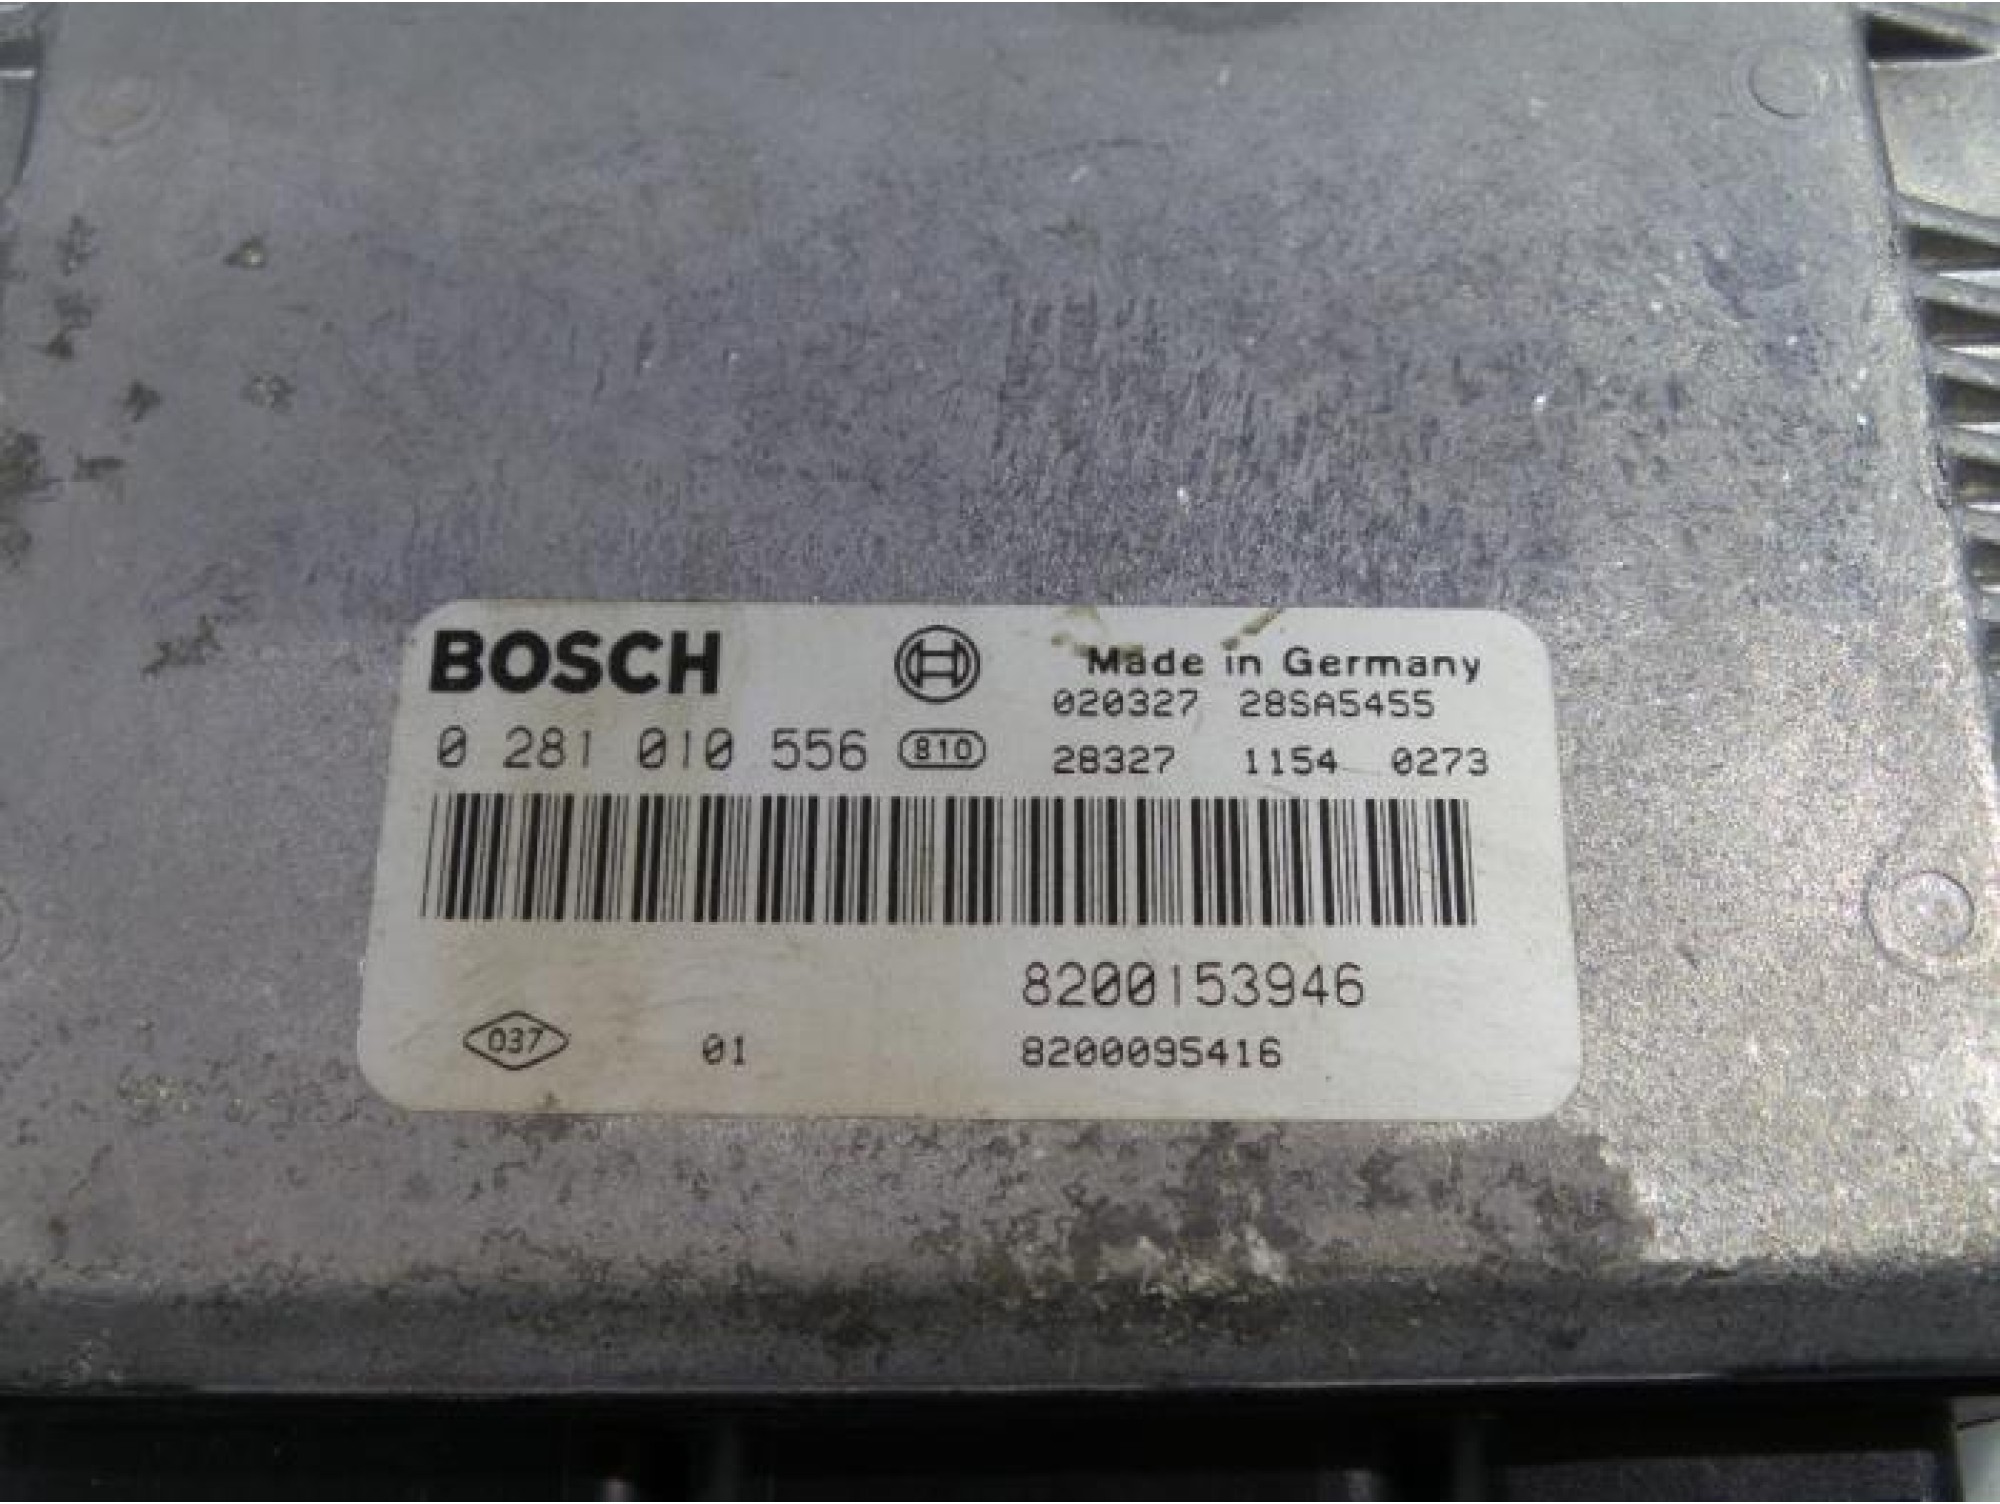 BOSCH
Made in Germany
020327 28SA5455
0 281 010 556 810
28327 1154 0273
8200153946
037 01 8200095416